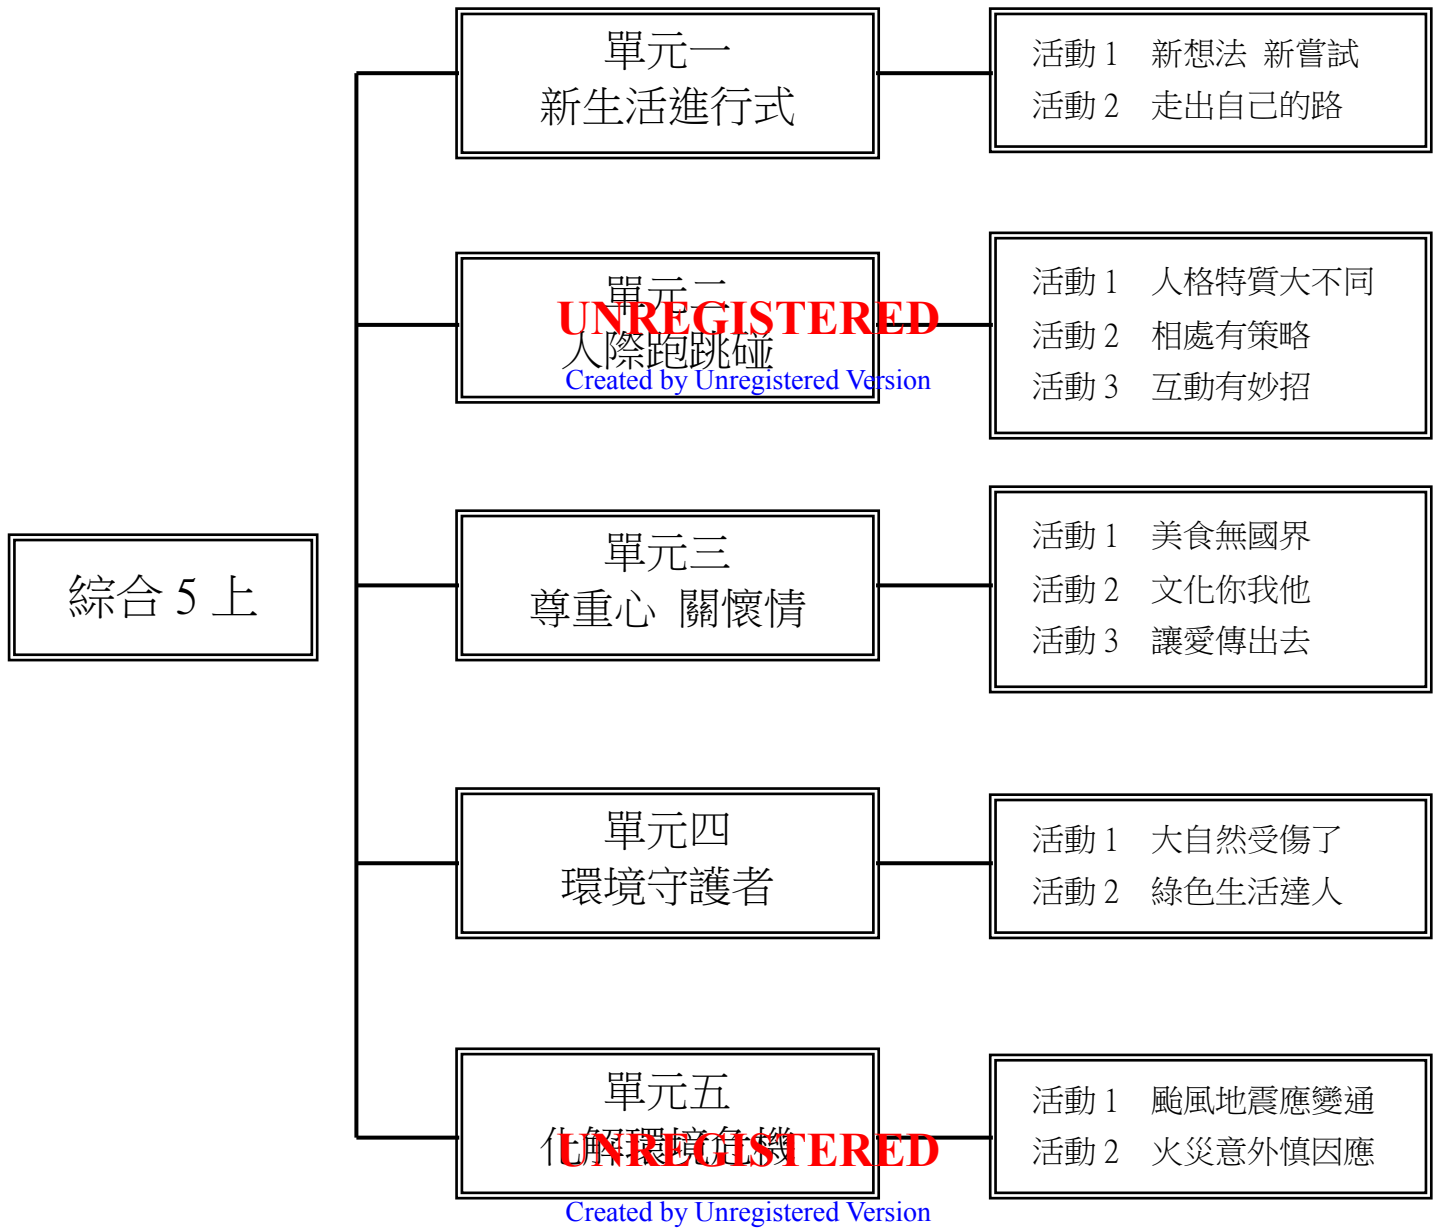 綜合 5 上
單元一
新生活進行式
活動 1 新想法 新嘗試
活動 2 走出自己的路
單元二
人際跑跳碰
UNREGISTERED
Created by Unregistered Version
活動 1 人格特質大不同
活動 2 相處有策略
活動 3 互動有妙招
單元三
尊重心 關懷情
活動 1 美食無國界
活動 2 文化你我他
活動 3 讓愛傳出去
單元四
環境守護者
活動 1 大自然受傷了
活動 2 綠色生活達人
單元五
化解環境危機
UNREGISTERED
Created by Unregistered Version
活動 1 颱風地震應變通
活動 2 火災意外慎因應